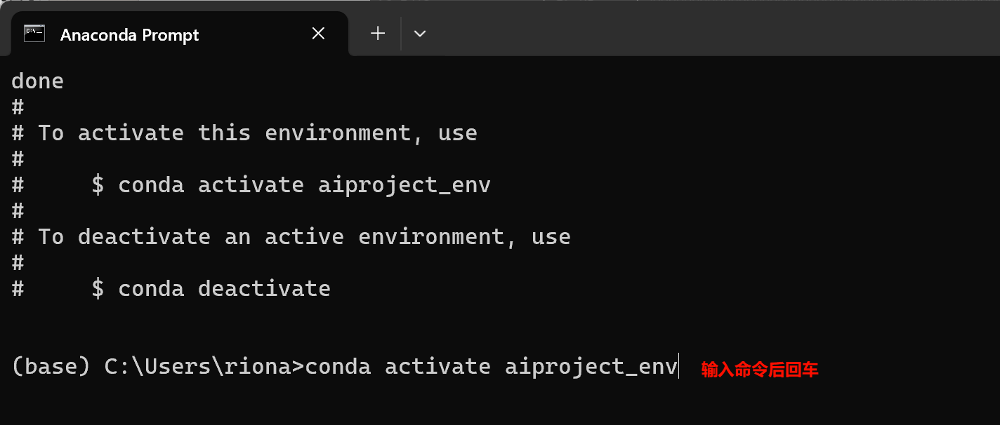 Anaconda Prompt
done
#
# To activate this environment, use
#
#     $ conda activate aiproject_env
#
# To deactivate an active environment, use
#
#     $ conda deactivate
(base) C:\Users\riona>conda activate aiproject_env 输入命令后回车